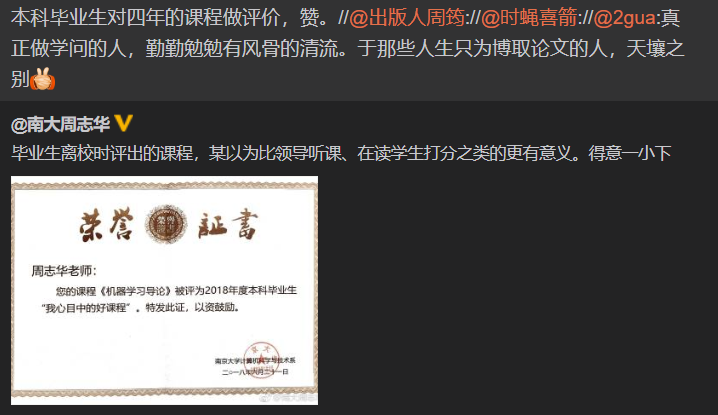 本科毕业生对四年的课程做评价，赞。//@出版人周筠://@时蝇喜箭://@2gua:真
正做学问的人，勤勤勉勉有风骨的清流。于那些人生只为博取论文的人，天壤之
别
@南大周志华
毕业生离校时评出的课程，某以为比领导听课、在读学生打分之类的更有意义。得意一小下
荣誉 证書
周志华老师：
您的课程《机器学习导论》被评为2018年度本科毕业生
“我心目中的好课程”。特发此证，以资鼓励。
南京大学计算机科学与技术系
二〇一八年六月二十一日